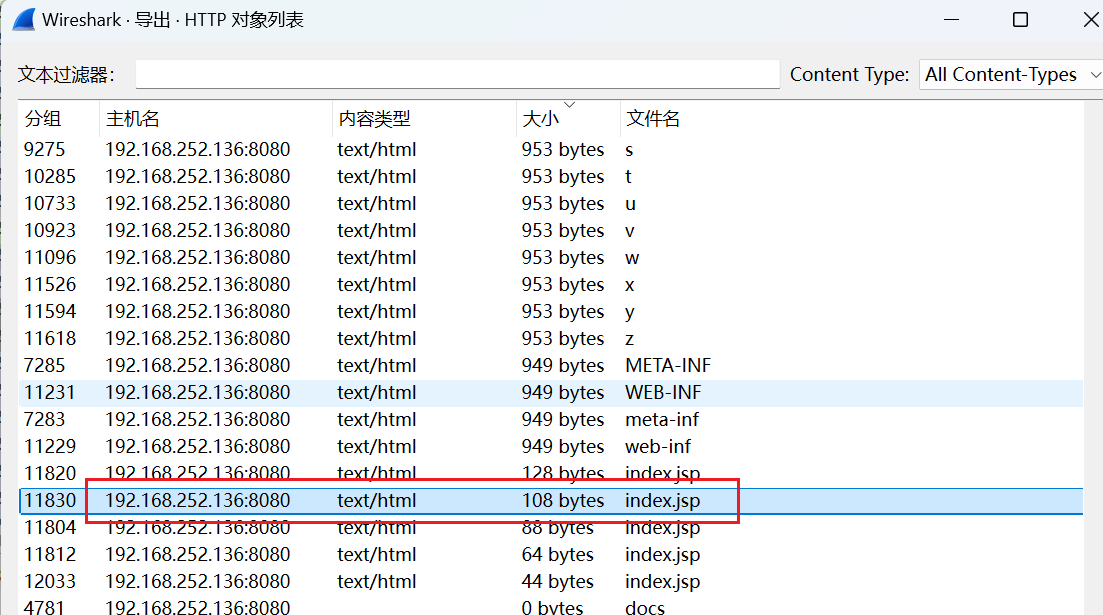 Wireshark · 导出 · HTTP 对象列表
文本过滤器： Content Type: All Content-Types
分组 主机名 内容类型 大小 文件名
9275 192.168.252.136:8080 text/html 953 bytes s
10285 192.168.252.136:8080 text/html 953 bytes t
10733 192.168.252.136:8080 text/html 953 bytes u
10923 192.168.252.136:8080 text/html 953 bytes v
11096 192.168.252.136:8080 text/html 953 bytes w
11526 192.168.252.136:8080 text/html 953 bytes x
11594 192.168.252.136:8080 text/html 953 bytes y
11618 192.168.252.136:8080 text/html 953 bytes z
7285 192.168.252.136:8080 text/html 949 bytes META-INF
11231 192.168.252.136:8080 text/html 949 bytes WEB-INF
7283 192.168.252.136:8080 text/html 949 bytes meta-inf
11229 192.168.252.136:8080 text/html 949 bytes web-inf
11820 192.168.252.136:8080 text/html 128 bytes index.jsp
11830 192.168.252.136:8080 text/html 108 bytes index.jsp
11804 192.168.252.136:8080 text/html 88 bytes index.jsp
11812 192.168.252.136:8080 text/html 64 bytes index.jsp
12033 192.168.252.136:8080 text/html 44 bytes index.jsp
4781 192.168.252.136:8080 0 bytes docs